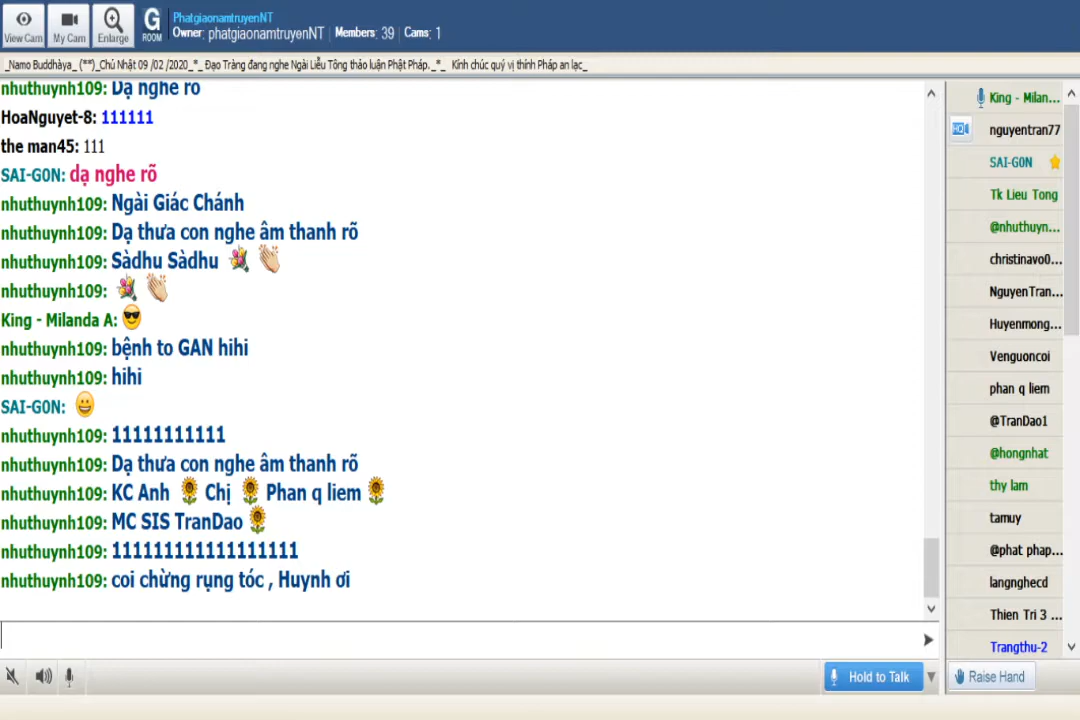 View Cam My Cam Enlarge G ROOM PhatgiaonamtruyenNT
Owner: phatgiaonamtruyenNT Members: 39 Cams: 1
_Namo Buddhàya_ (**)_Chủ Nhật 09 /02 /2020_*_ Đạo Tràng đang nghe Ngài Liễu Tông thảo luận Phật Pháp._*_ Kính chúc quý vị thính Pháp an lạc_
nhuthuynh109: Dạ nghe rõ
HoaNguyet-8: 111111
the man45: 111
SAI-GON: dạ nghe rõ
nhuthuynh109: Ngài Giác Chánh
nhuthuynh109: Dạ thưa con nghe âm thanh rõ
nhuthuynh109: Sàdhu Sàdhu 💐 👏
nhuthuynh109: 💐 👏
King - Milanda A: 😎
nhuthuynh109: bệnh to GAN hihi
nhuthuynh109: hihi
SAI-GON: 😀
nhuthuynh109: 11111111111
nhuthuynh109: Dạ thưa con nghe âm thanh rõ
nhuthuynh109: KC Anh 🌻 Chị 🌻 Phan q liem 🌻
nhuthuynh109: MC SIS TranDao 🌻
nhuthuynh109: 111111111111111111
nhuthuynh109: coi chừng rụng tóc , Huynh ơi
Hold to Talk
King - Milan...
HD nguyentran77
SAI-GON
Tk Lieu Tong
@nhuthuyn...
christinavo0...
NguyenTran...
Huyenmong...
Venguoncoi
phan q liem
@TranDao1
@hongnhat
thy lam
tamuy
@phat phap...
langnghecd
Thien Tri 3 ...
Trangthu-2
Raise Hand